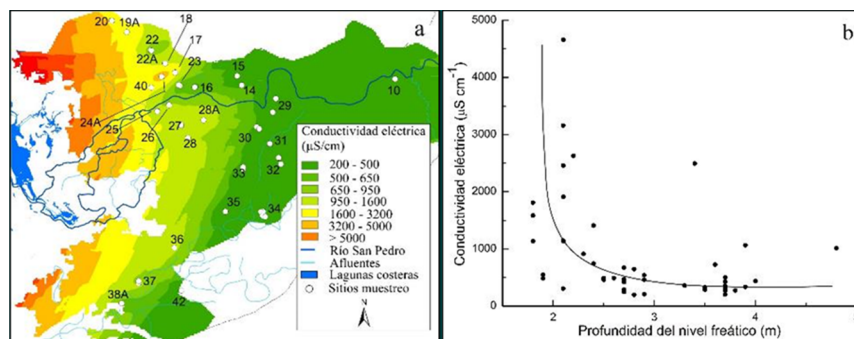 a
20
19A
18
17
22
22A
23
40
16
15
14
10
24A
25
26
27
28A
28
29
30
31
32
33
34
35
36
37
38A
42
Conductividad eléctrica
(µS/cm)
200 - 500
500 - 650
650 - 950
950 - 1600
1600 - 3200
3200 - 5000
> 5000
Río San Pedro
Afluentes
Lagunas costeras
Sitios muestreo
N
b
Conductividad eléctrica (µS cm⁻¹)
5000
4000
3000
2000
1000
0
2
3
4
Profundidad del nivel freático (m)